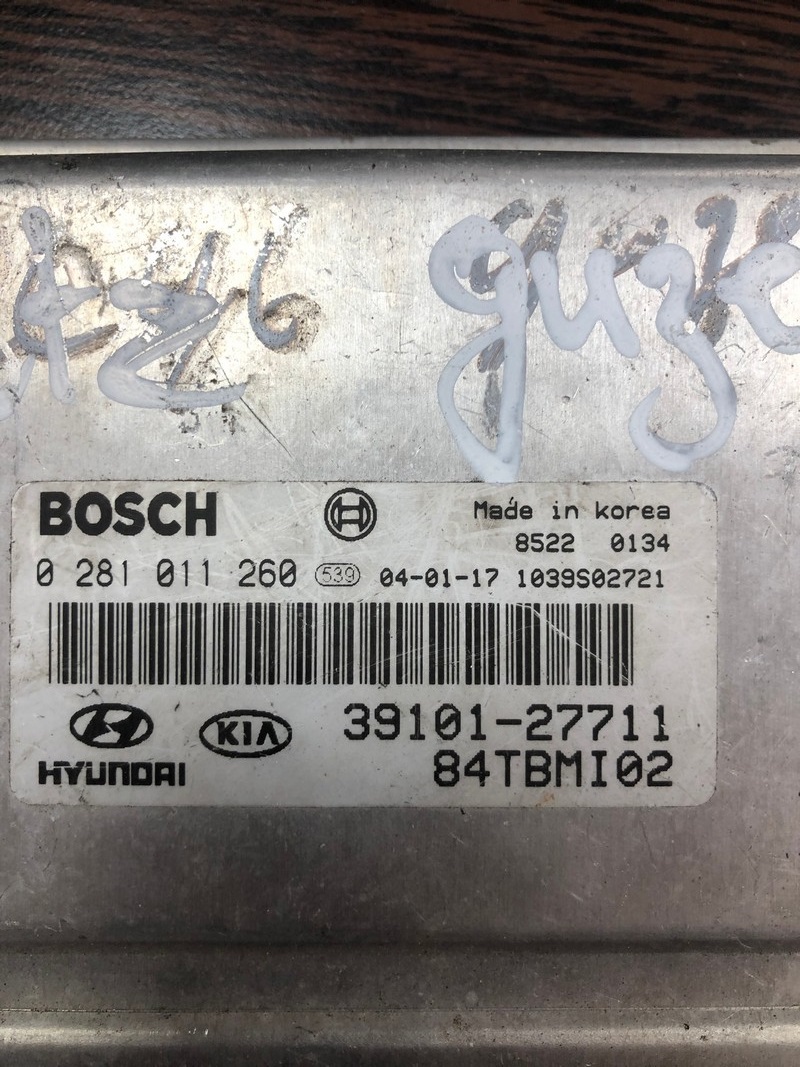 BOSCH Made in korea
8522 0134
0 281 011 260 539 04-01-17 1039S02721
HYUNDAI KIA 39101-27711
84TBMI02